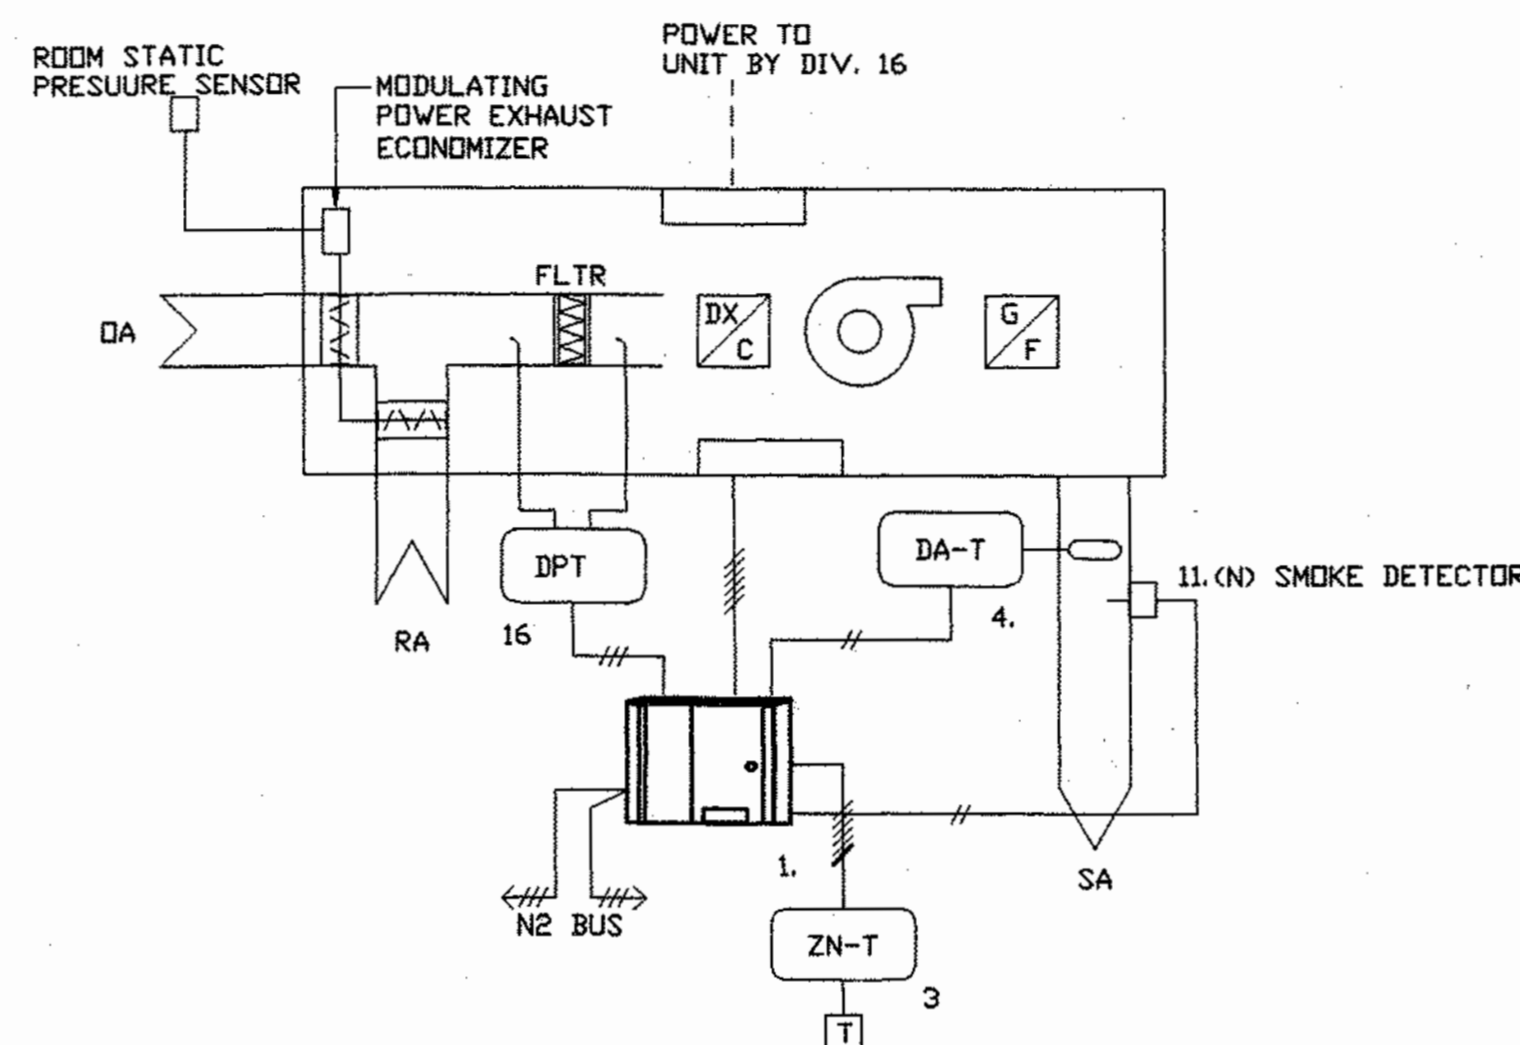 ROOM STATIC
PRESUURE SENSOR
MODULATING
POWER EXHAUST
ECONOMIZER
POWER TO
UNIT BY DIV. 16
FLTR
OA
DX
C
G
F
DPT
16
RA
DA-T
4.
11.(N) SMOKE DETECTOR
1.
N2 BUS
SA
ZN-T
3
T